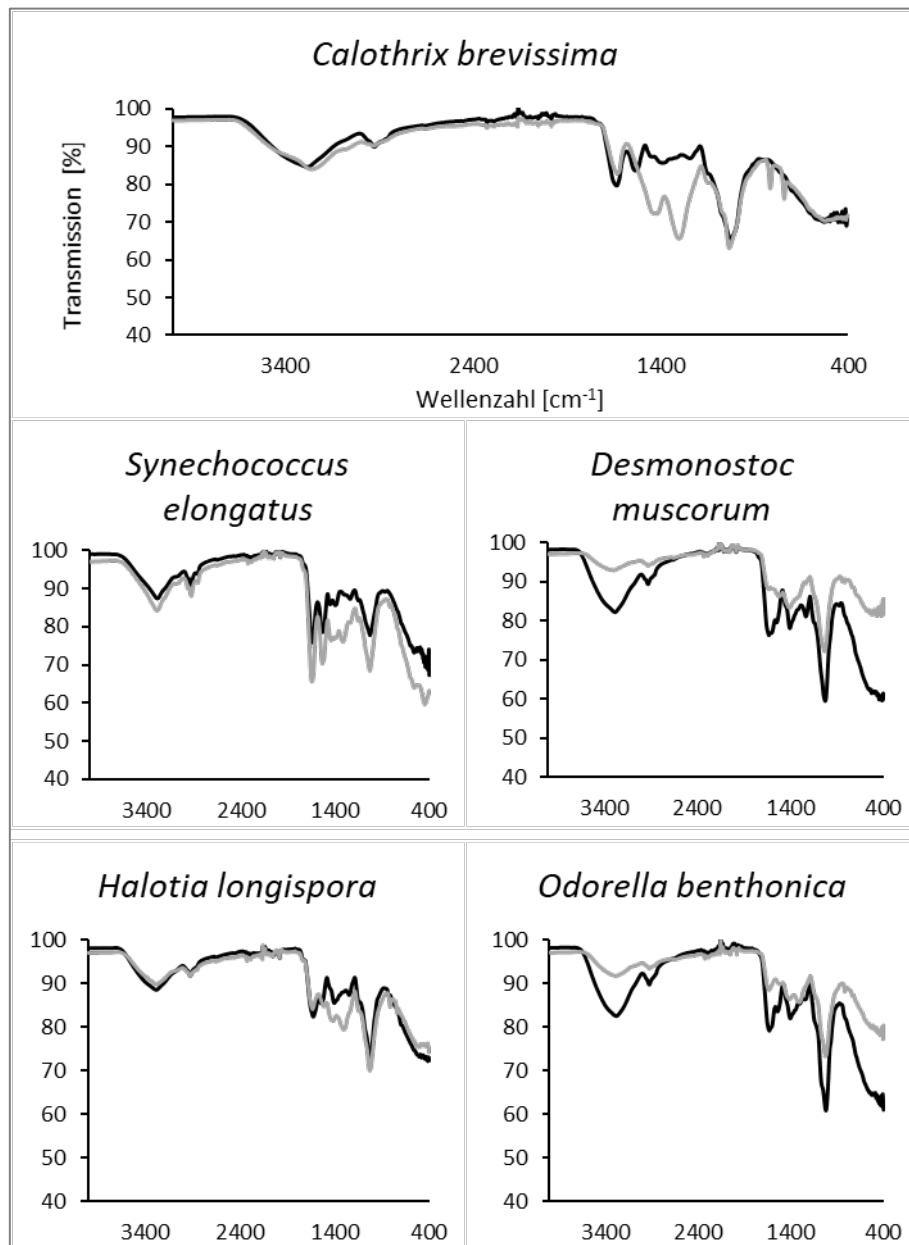 Calothrix brevissima
100
90
80
70
60
50
40
Transmission [%]
3400 2400 1400 400
Wellenzahl [cm-1]
Synechococcus
elongatus
100
90
80
70
60
50
40
3400 2400 1400 400
Desmonostoc
muscorum
100
90
80
70
60
50
40
3400 2400 1400 400
Halotia longispora
100
90
80
70
60
50
40
3400 2400 1400 400
Odorella benthonica
100
90
80
70
60
50
40
3400 2400 1400 400